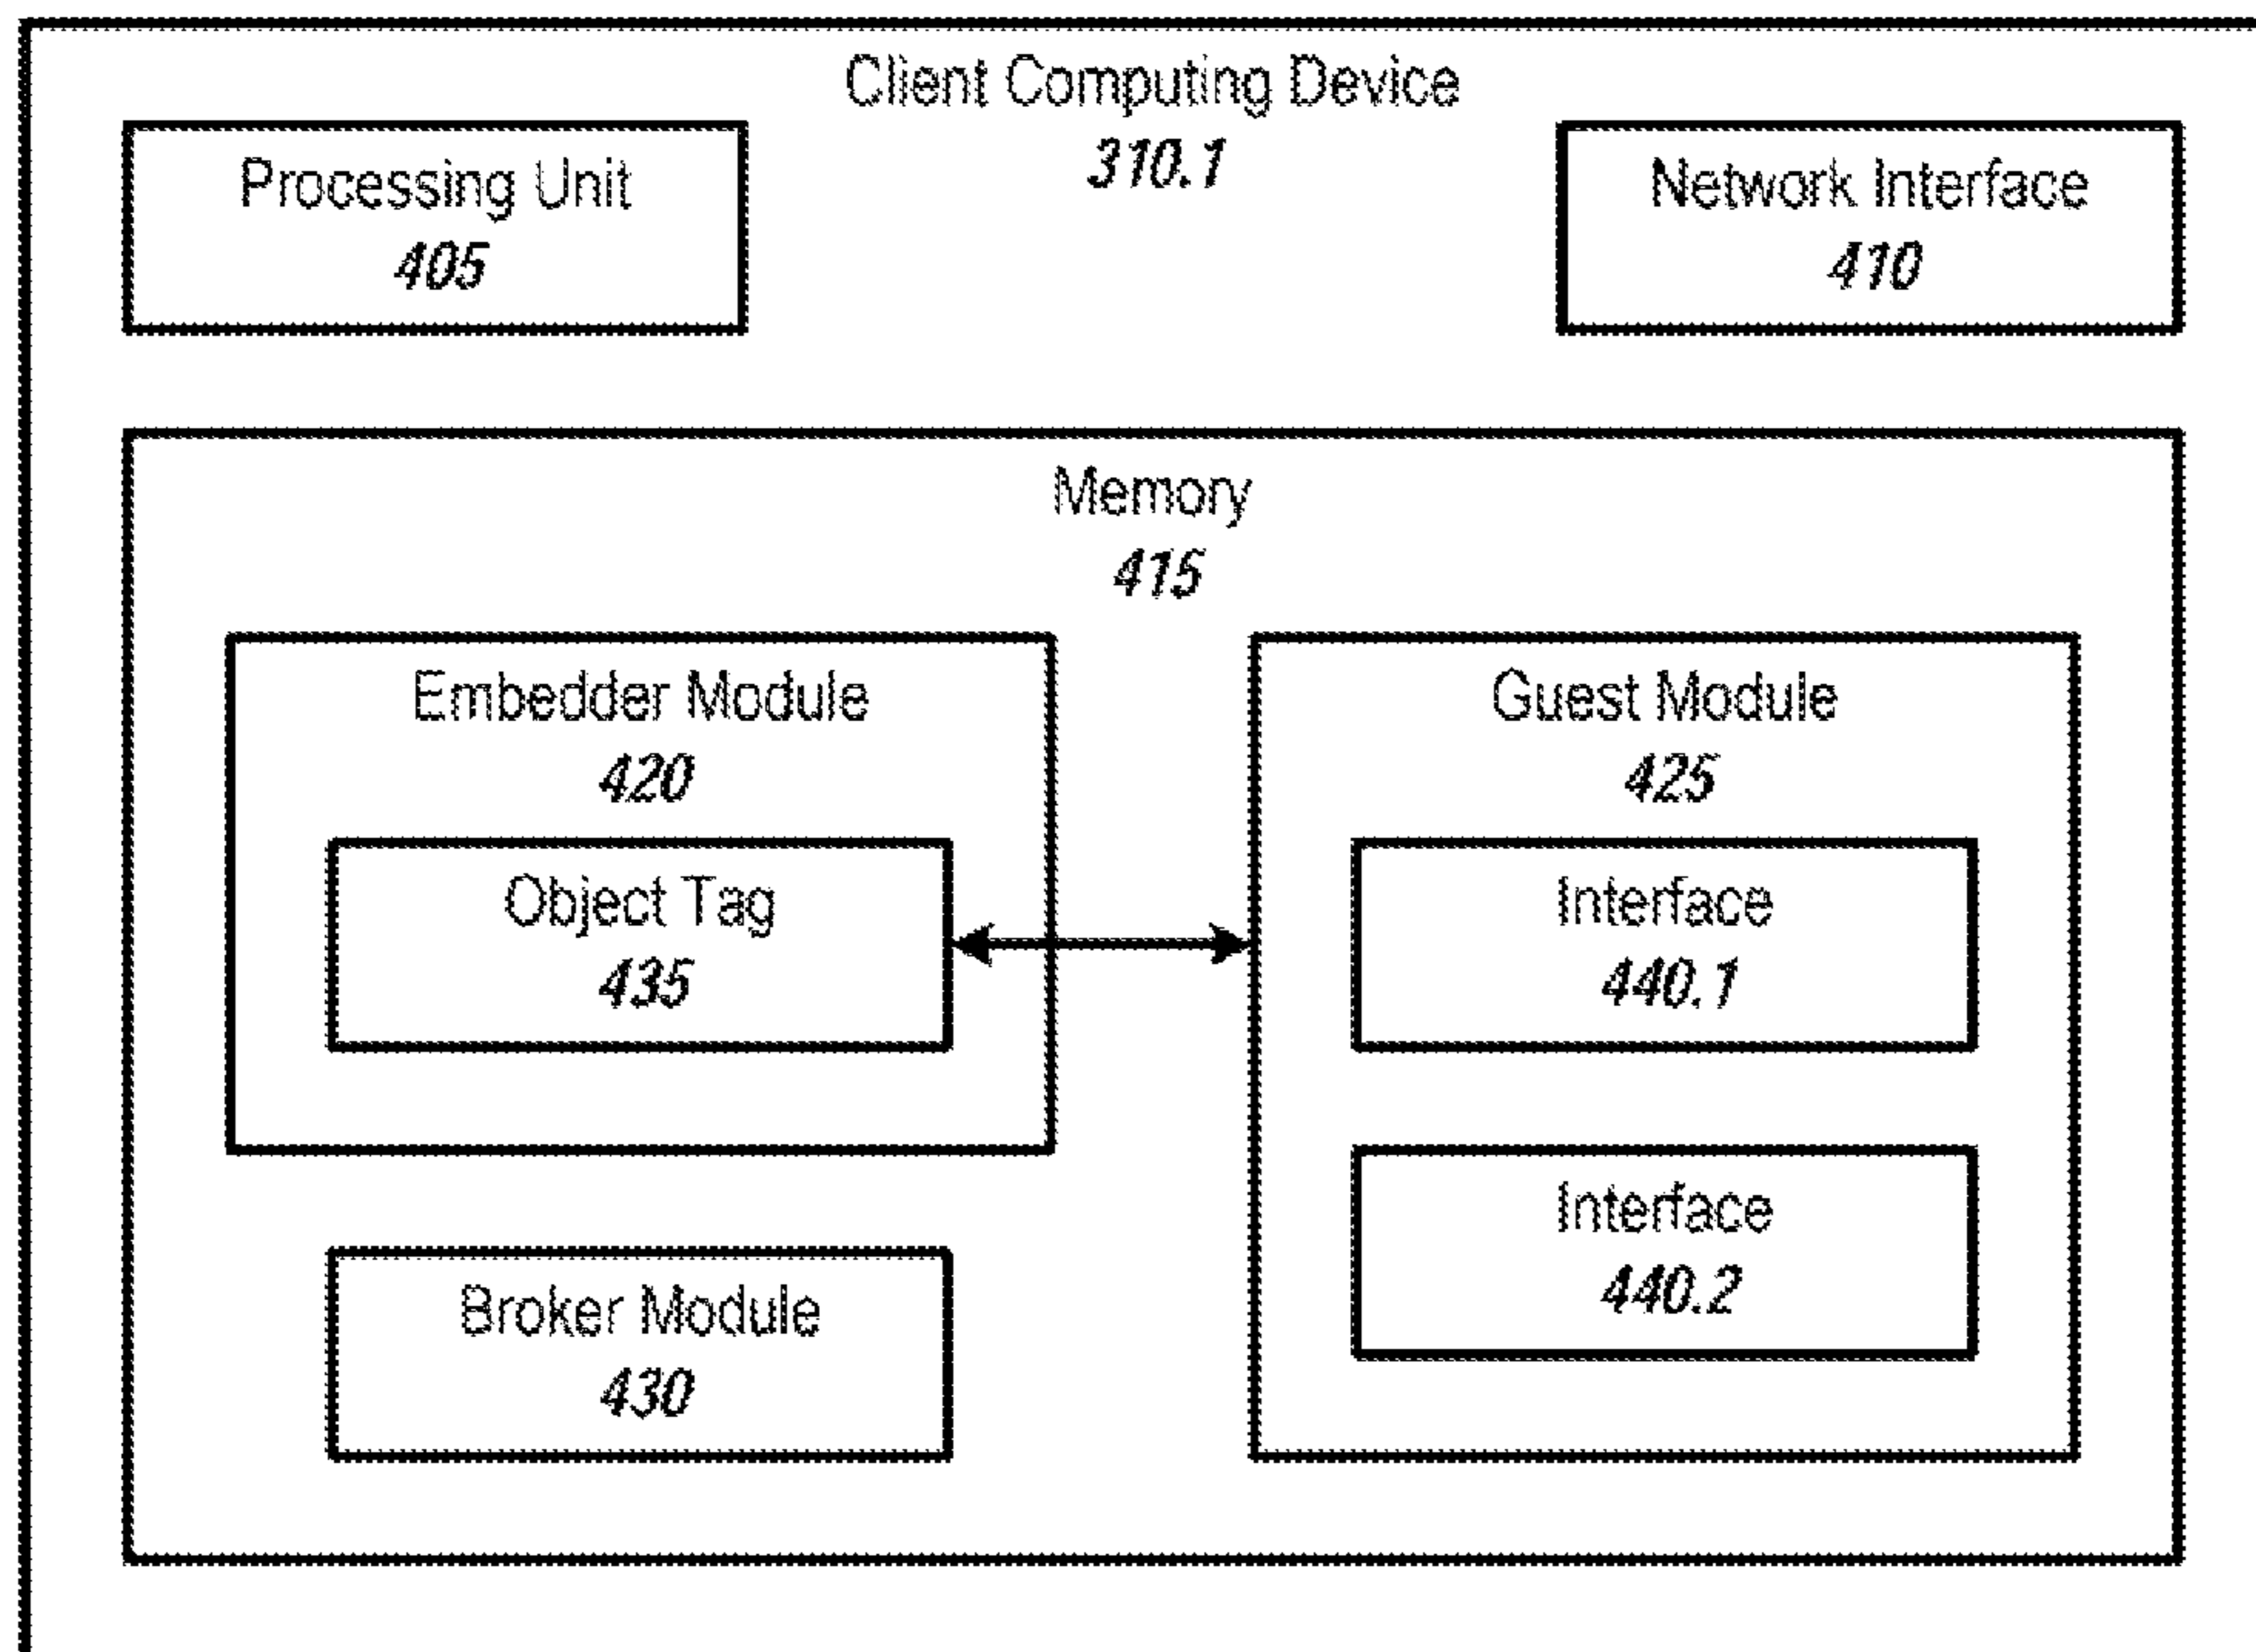 Client Computing Device
310.1
Processing Unit
405
Network Interface
410
Memory
415
Embedder Module
420
Object Tag
435
Guest Module
425
Interface
440.1
Interface
440.2
Broker Module
430